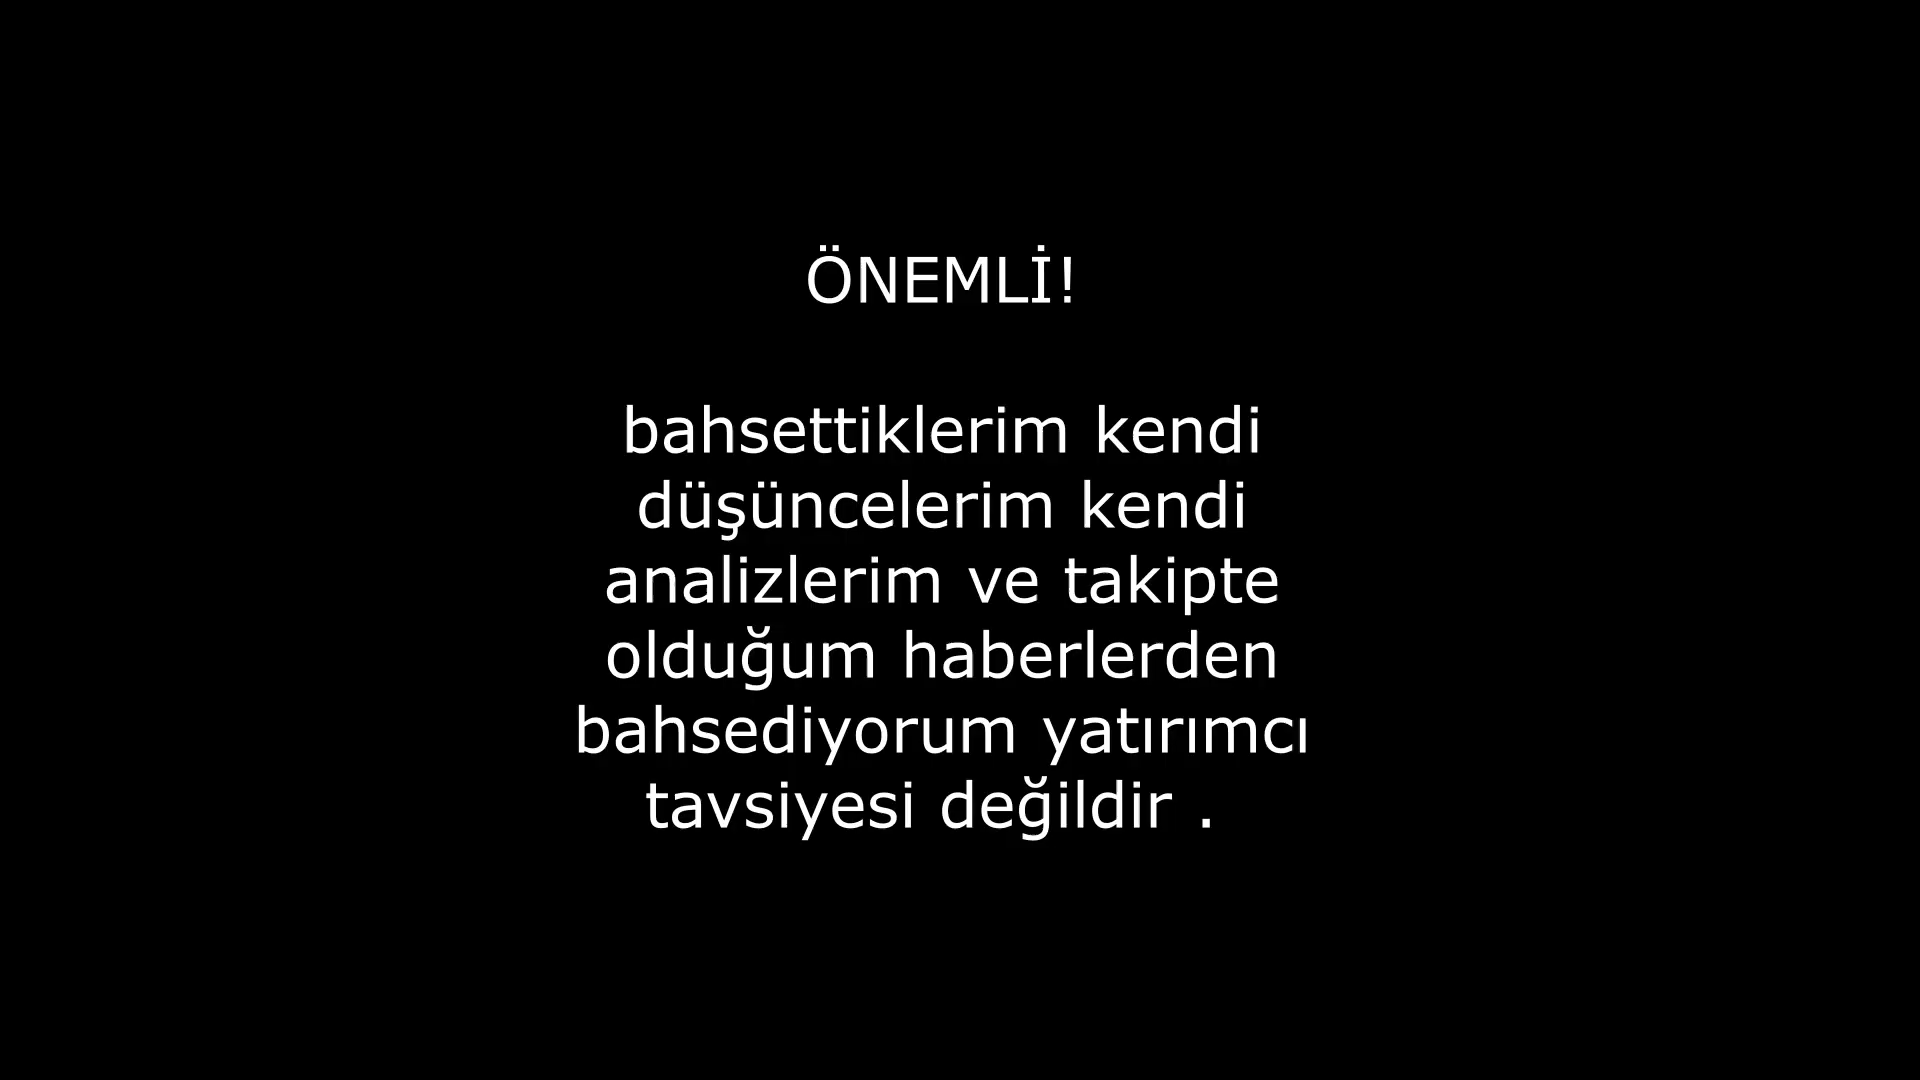 ÖNEMLİ!
bahsettiklerim kendi
düşüncelerim kendi
analizlerim ve takipte
olduğum haberlerden
bahsediyorum yatırımcı
tavsiyesi değildir .